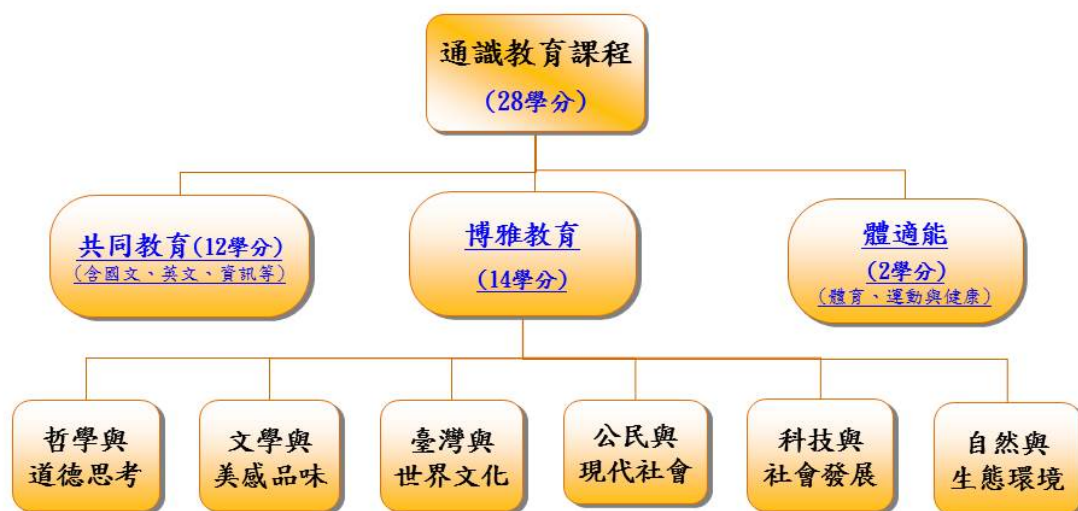 通識教育課程
(28學分)
共同教育(12學分)
(含國文、英文、資訊等)
博雅教育
(14學分)
體適能
(2學分)
(體育、運動與健康)
哲學與
道德思考
文學與
美感品味
臺灣與
世界文化
公民與
現代社會
科技與
社會發展
自然與
生態環境